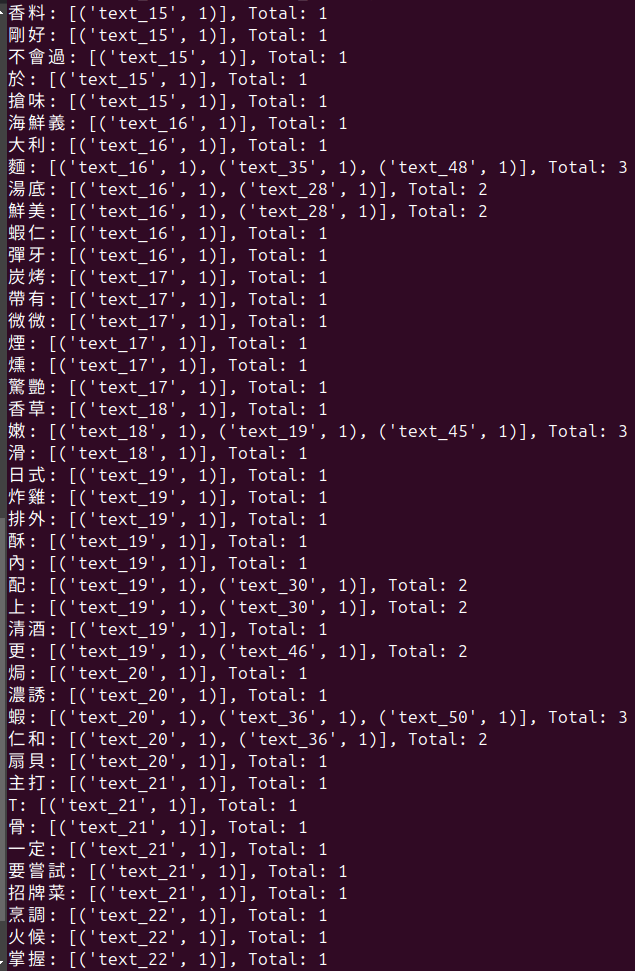 香料: [('text_15', 1)], Total: 1
剛好: [('text_15', 1)], Total: 1
不會過: [('text_15', 1)], Total: 1
於: [('text_15', 1)], Total: 1
搶味: [('text_15', 1)], Total: 1
海鮮義: [('text_16', 1)], Total: 1
大利: [('text_16', 1)], Total: 1
麵: [('text_16', 1), ('text_35', 1), ('text_48', 1)], Total: 3
湯底: [('text_16', 1), ('text_28', 1)], Total: 2
鮮美: [('text_16', 1), ('text_28', 1)], Total: 2
蝦仁: [('text_16', 1)], Total: 1
彈牙: [('text_16', 1)], Total: 1
炭烤: [('text_17', 1)], Total: 1
帶有: [('text_17', 1)], Total: 1
微微: [('text_17', 1)], Total: 1
煙: [('text_17', 1)], Total: 1
燻: [('text_17', 1)], Total: 1
驚艷: [('text_17', 1)], Total: 1
香草: [('text_18', 1)], Total: 1
嫩: [('text_18', 1), ('text_19', 1), ('text_45', 1)], Total: 3
滑: [('text_18', 1)], Total: 1
日式: [('text_19', 1)], Total: 1
炸雞: [('text_19', 1)], Total: 1
排外: [('text_19', 1)], Total: 1
酥: [('text_19', 1)], Total: 1
內: [('text_19', 1)], Total: 1
配: [('text_19', 1), ('text_30', 1)], Total: 2
上: [('text_19', 1), ('text_30', 1)], Total: 2
清酒: [('text_19', 1)], Total: 1
更: [('text_19', 1), ('text_46', 1)], Total: 2
焗: [('text_20', 1)], Total: 1
濃誘: [('text_20', 1)], Total: 1
蝦: [('text_20', 1), ('text_36', 1), ('text_50', 1)], Total: 3
仁和: [('text_20', 1), ('text_36', 1)], Total: 2
扇貝: [('text_20', 1)], Total: 1
主打: [('text_21', 1)], Total: 1
T: [('text_21', 1)], Total: 1
骨: [('text_21', 1)], Total: 1
一定: [('text_21', 1)], Total: 1
要嘗試: [('text_21', 1)], Total: 1
招牌菜: [('text_21', 1)], Total: 1
烹調: [('text_22', 1)], Total: 1
火候: [('text_22', 1)], Total: 1
掌握: [('text_22', 1)], Total: 1